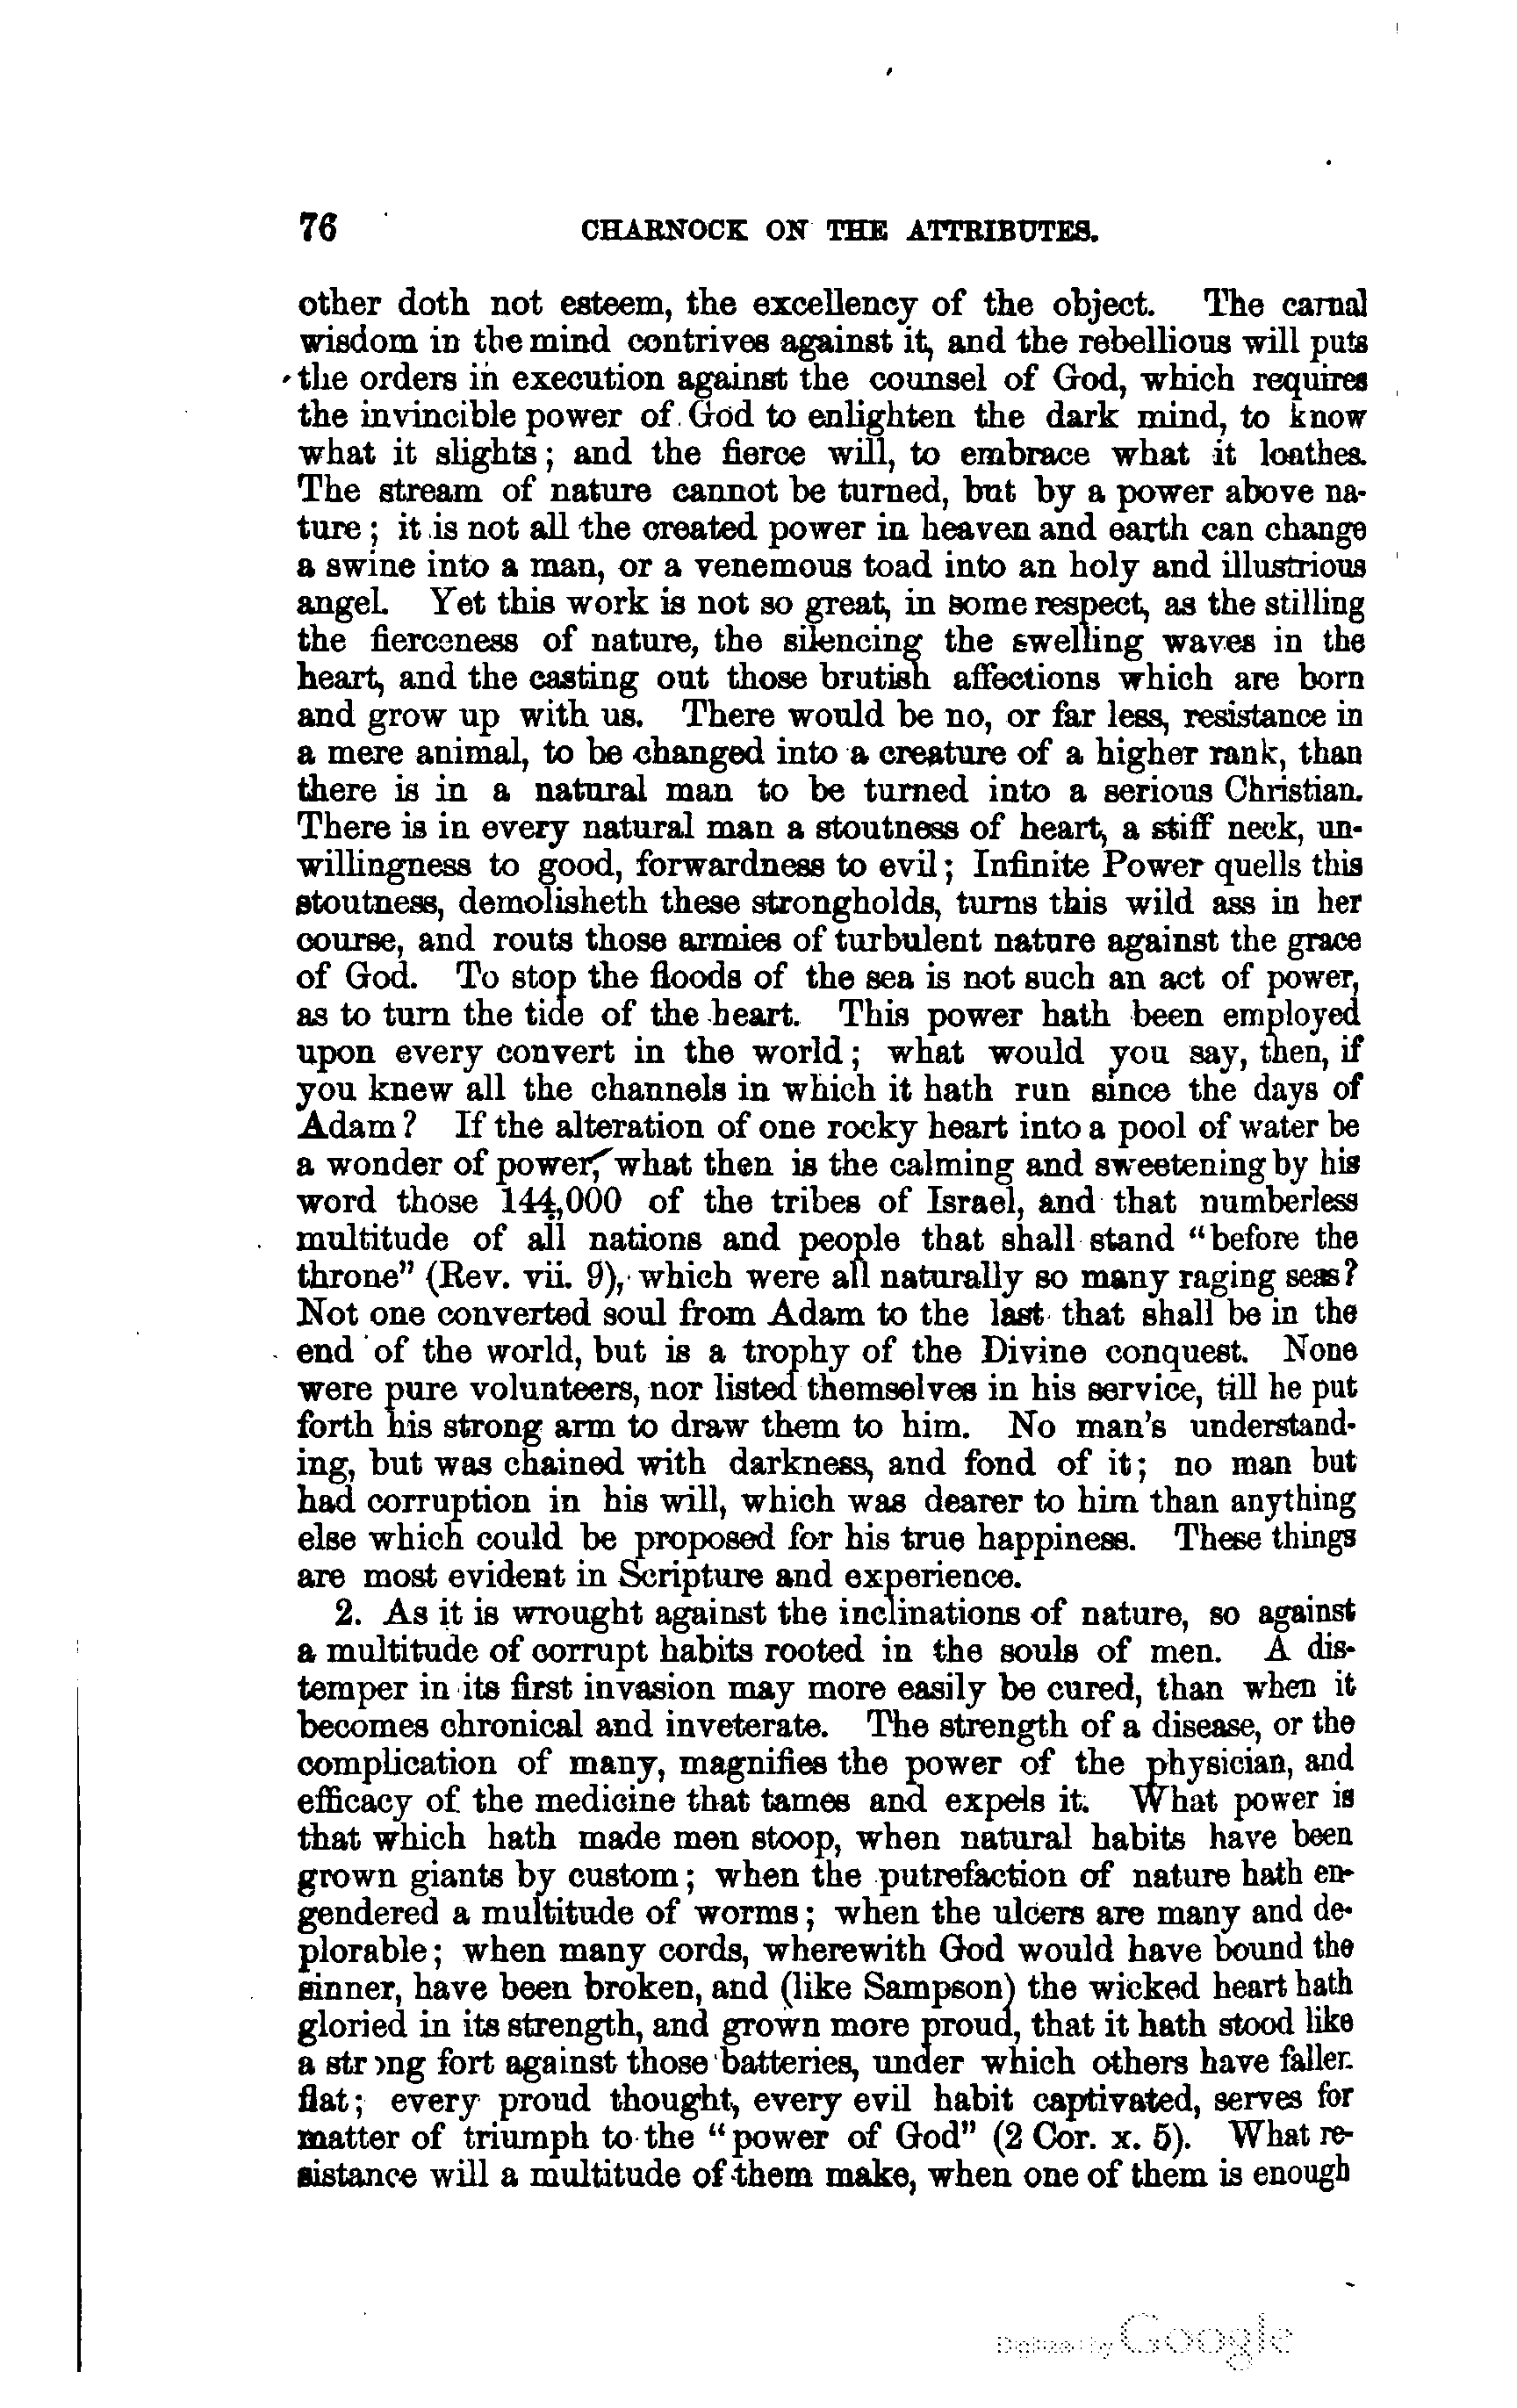 76 CHARNOCK ON THE ATTRIBUTES.
other doth not esteem, the excellency of the object. The carnal
wisdom in the mind contrives against it, and the rebellious will puts
the orders in execution against the counsel of God, which requires
the invincible power of God to enlighten the dark mind, to know
what it slights; and the fierce will, to embrace what it loathes.
The stream of nature cannot be turned, but by a power above na-
ture; it is not all the created power in heaven and earth can change
a swine into a man, or a venemous toad into an holy and illustrious
angel. Yet this work is not so great, in some respect, as the stilling
the fierceness of nature, the silencing the swelling waves in the
heart, and the casting out those brutish affections which are born
and grow up with us. There would be no, or far less, resistance in
a mere animal, to be changed into a creature of a higher rank, than
there is in a natural man to be turned into a serious Christian.
There is in every natural man a stoutness of heart, a stiff neck, un-
willingness to good, forwardness to evil; Infinite Power quells this
stoutness, demolisheth these strongholds, turns this wild ass in her
course, and routs those armies of turbulent nature against the grace
of God. To stop the floods of the sea is not such an act of power,
as to turn the tide of the heart. This power hath been employed
upon every convert in the world; what would you say, then, if
you knew all the channels in which it hath run since the days of
Adam? If the alteration of one rocky heart into a pool of water be
a wonder of power, what then is the calming and sweetening by his
word those 144,000 of the tribes of Israel, and that numberless
multitude of all nations and people that shall stand "before the
throne" (Rev. vii. 9), which were all naturally so many raging seas?
Not one converted soul from Adam to the last that shall be in the
end of the world, but is a trophy of the Divine conquest. None
were pure volunteers, nor listed themselves in his service, till he put
forth his strong arm to draw them to him. No man's understand-
ing, but was chained with darkness, and fond of it; no man but
had corruption in his will, which was dearer to him than anything
else which could be proposed for his true happiness. These things
are most evident in Scripture and experience.
2. As it is wrought against the inclinations of nature, so against
a multitude of corrupt habits rooted in the souls of men. A dis-
temper in its first invasion may more easily be cured, than when it
becomes chronical and inveterate. The strength of a disease, or the
complication of many, magnifies the power of the physician, and
efficacy of the medicine that tames and expels it. What power is
that which hath made men stoop, when natural habits have been
grown giants by custom; when the putrefaction of nature hath en-
gendered a multitude of worms; when the ulcers are many and de-
plorable; when many cords, wherewith God would have bound the
sinner, have been broken, and (like Sampson) the wicked heart hath
gloried in its strength, and grown more proud, that it hath stood like
a strong fort against those batteries, under which others have fallen
flat; every proud thought, every evil habit captivated, serves for
matter of triumph to the "power of God" (2 Cor. x. 5). What re-
sistance will a multitude of them make, when one of them is enough
Digitized by Google